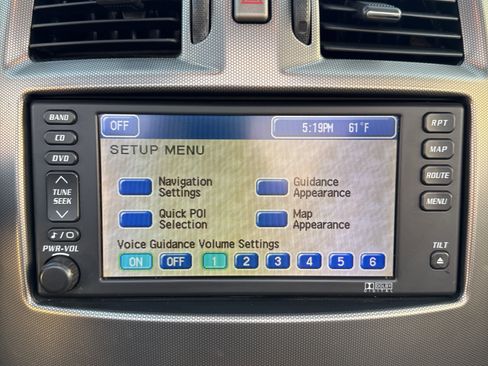 BAND
CD
DVD
TUNE
SEEK
PWR-VOL
OFF
5:19PM 61°F
SETUP MENU
Navigation
Settings
Guidance
Appearance
Quick POI
Selection
Map
Appearance
Voice Guidance Volume Settings
ON OFF 1 2 3 4 5 6
RPT
MAP
ROUTE
MENU
TILT
DOLBY